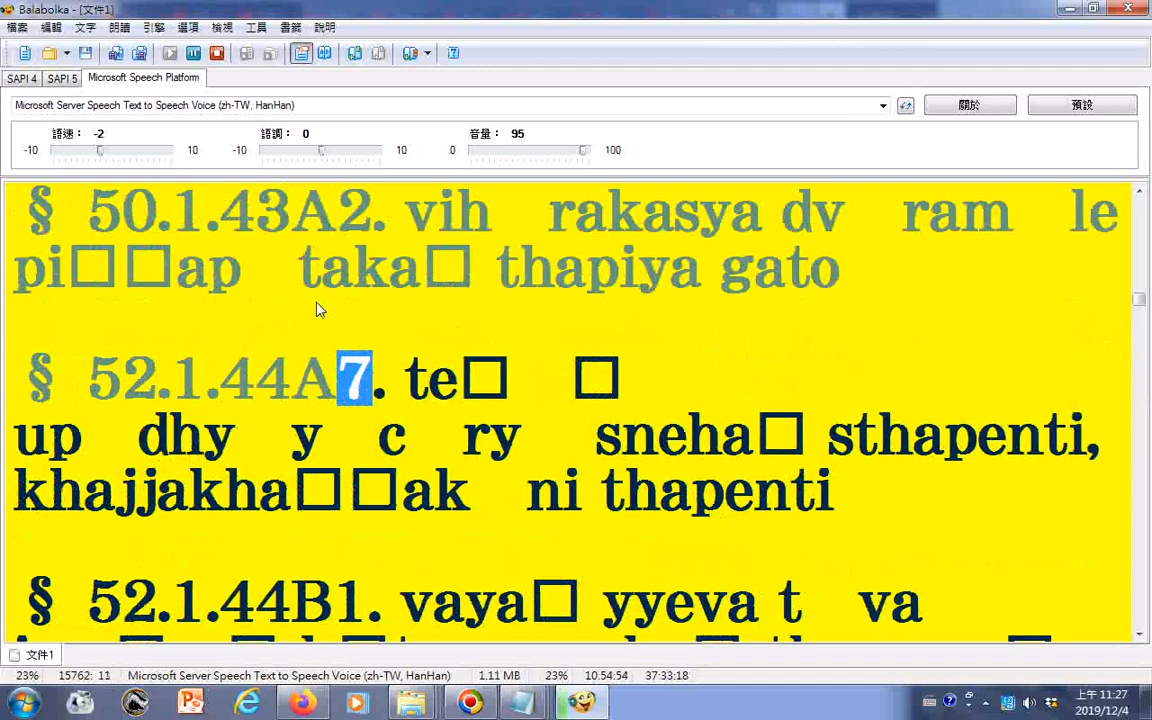 Balabolka - [文件1]
檔案 編輯 文字 朗讀 引擎 選項 檢視 工具 書籤 說明
SAPI 4 SAPI 5 Microsoft Speech Platform
Microsoft Server Speech Text to Speech Voice (zh-TW, HanHan) 關於 預設
語速： -2 語調： 0 音量： 95
-10 10 -10 10 0 100
§ 50.1.43A2. vih rakasya dv ram le
pi□□ap taka□ thapiya gato
§ 52.1.44A7. te□ □
up dhy y c ry sneha□ sthapenti,
khajjakha□□ak ni thapenti
§ 52.1.44B1. vaya□ yyeva t va
文件1
23% 15762: 11 Microsoft Server Speech Text to Speech Voice (zh-TW, HanHan) 1.11 MB 23% 10:54:54 37:33:18
上午 11:27
2019/12/4